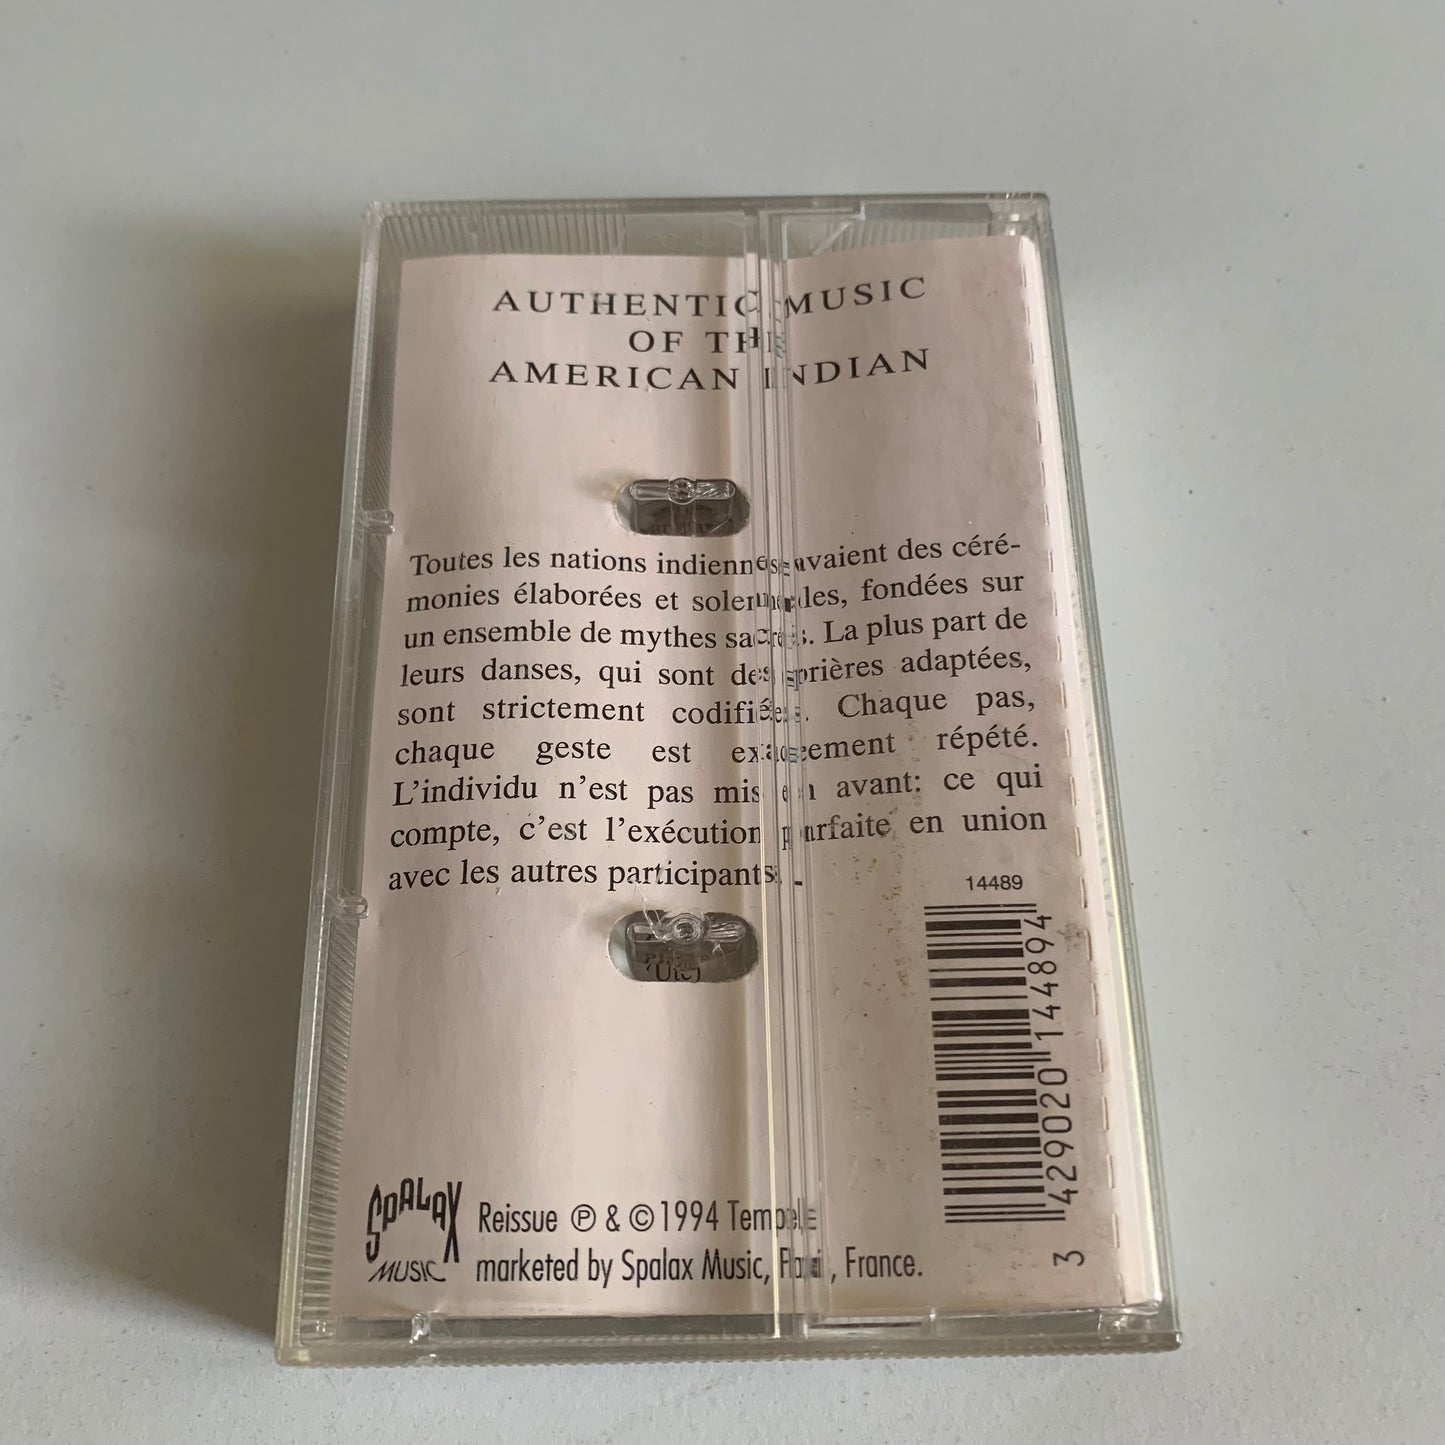 AUTHENTIC MUSIC
OF THE
AMERICAN INDIAN
Toutes les nations indiennes avaient des céré-
monies élaborées et solennelles, fondées sur
un ensemble de mythes sacrés. La plus part de
leurs danses, qui sont des prières adaptées,
sont strictement codifiées. Chaque pas,
chaque geste est exactement répété.
L'individu n'est pas mis en avant: ce qui
compte, c'est l'exécution parfaite en union
avec les autres participants.
(Ute)
14489
3 429020 144894
SPALAX
MUSIC
Reissue ℗ & © 1994 Tempel
marketed by Spalax Music, Paris, France.